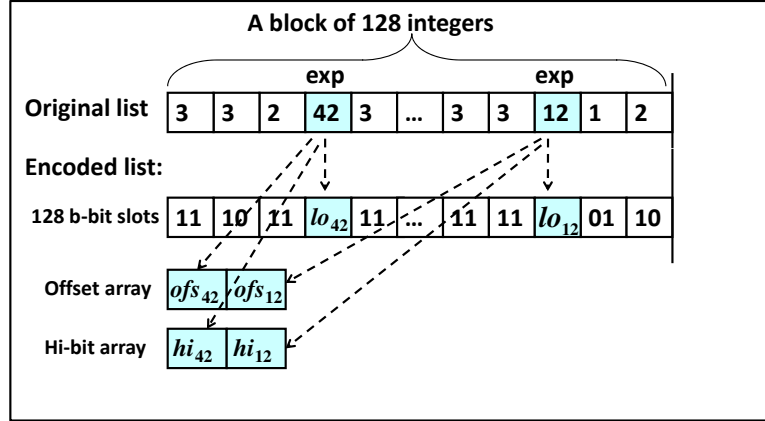 A block of 128 integers
exp exp
Original list 3 3 2 42 3 ... 3 3 12 1 2
Encoded list:
128 b-bit slots 11 10 11 lo42 11 ... 11 11 lo12 01 10
Offset array ofs42 ofs12
Hi-bit array hi42 hi12